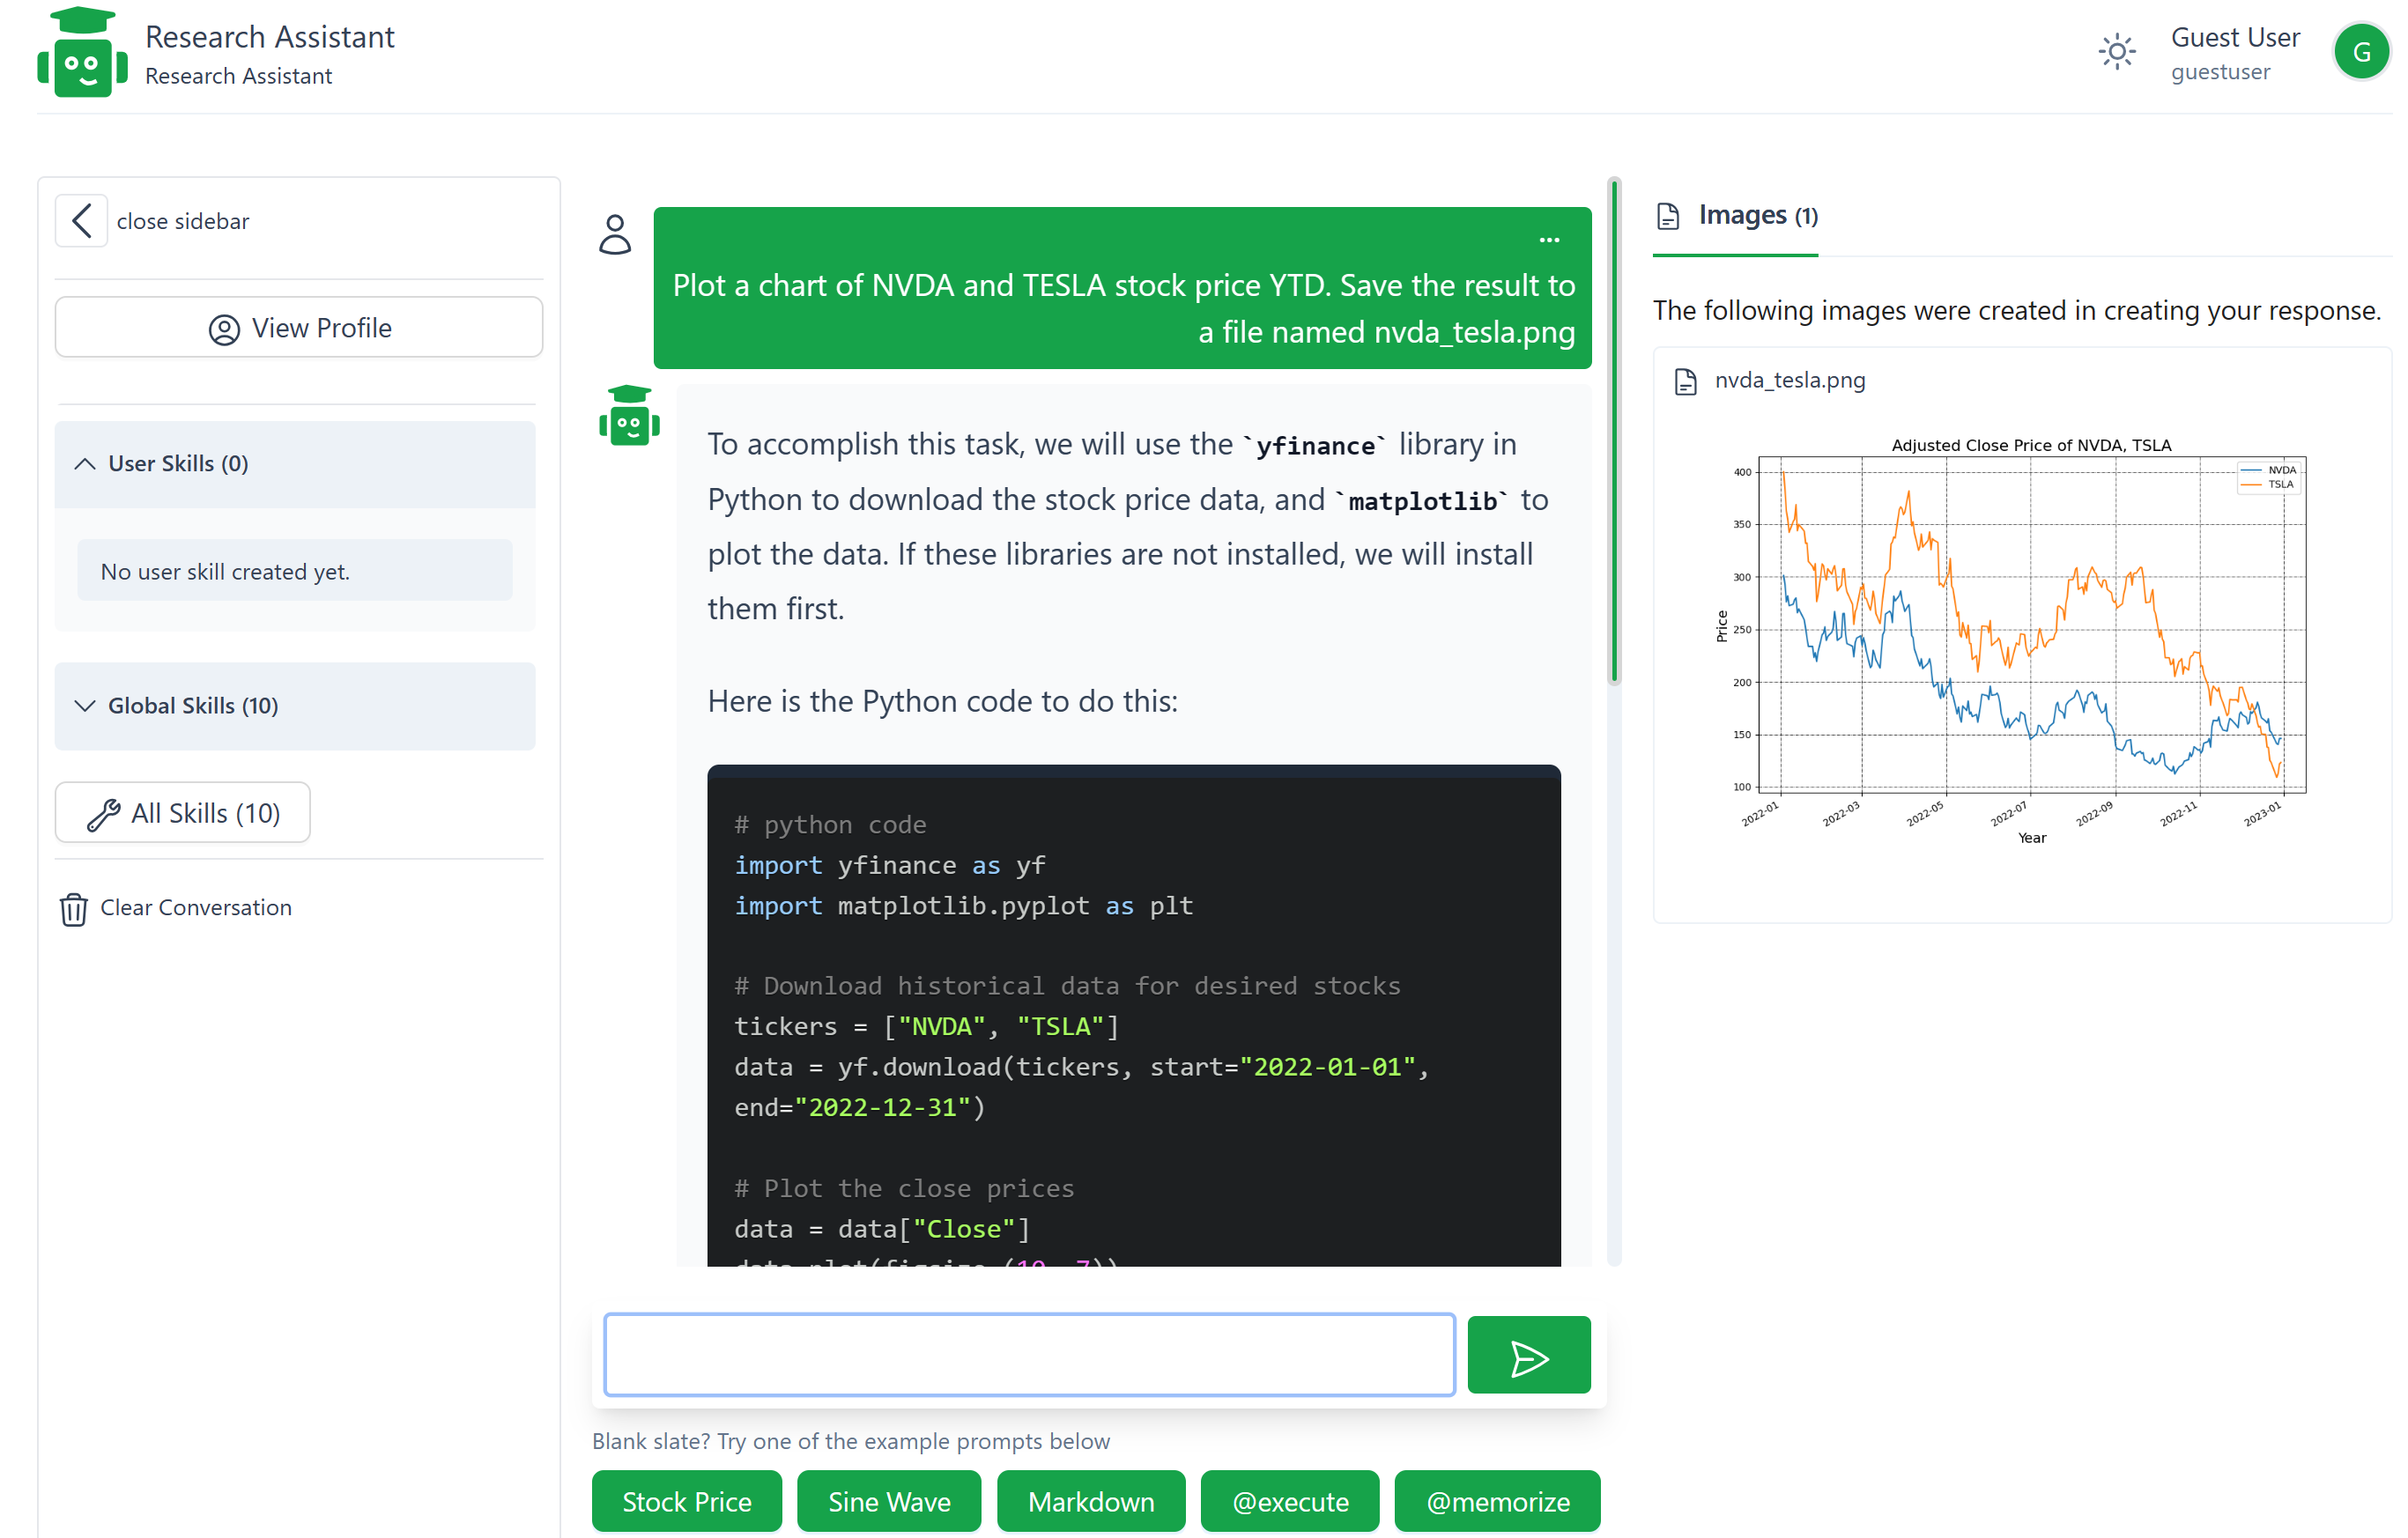 Research Assistant
Research Assistant
Guest User
guestuser
G
close sidebar
View Profile
User Skills (0)
No user skill created yet.
Global Skills (10)
All Skills (10)
Clear Conversation
...
Plot a chart of NVDA and TESLA stock price YTD. Save the result to
a file named nvda_tesla.png
To accomplish this task, we will use the `yfinance` library in
Python to download the stock price data, and `matplotlib` to
plot the data. If these libraries are not installed, we will install
them first.
Here is the Python code to do this:
# python code
import yfinance as yf
import matplotlib.pyplot as plt
# Download historical data for desired stocks
tickers = ["NVDA", "TSLA"]
data = yf.download(tickers, start="2022-01-01",
end="2022-12-31")
# Plot the close prices
data = data["Close"]
data.plot(figsize=(10, 7))
Blank slate? Try one of the example prompts below
Stock Price
Sine Wave
Markdown
@execute
@memorize
Images (1)
The following images were created in creating your response.
nvda_tesla.png
Adjusted Close Price of NVDA, TSLA
NVDA
TSLA
400
350
300
250
200
150
100
Price
2022-01
2022-03
2022-05
2022-07
2022-09
2022-11
2023-01
Year